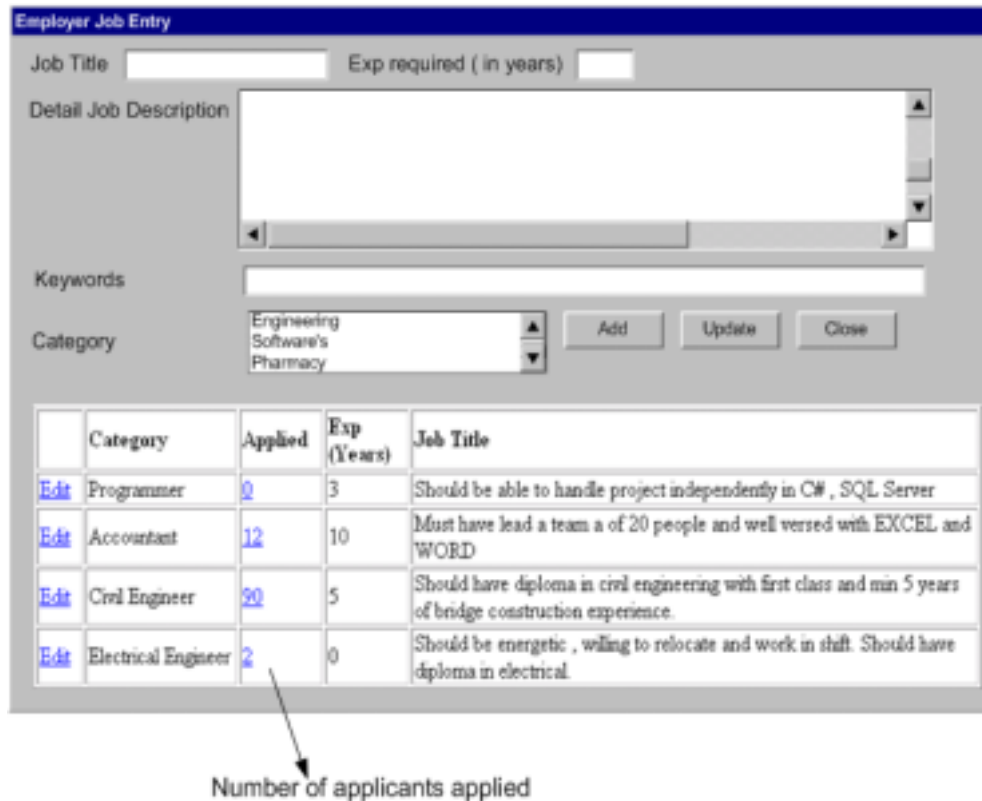 Employer Job Entry
Job Title Exp required ( in years)
Detail Job Description
Keywords
Category
Engineering
Software's
Pharmacy
Add Update Close
Category Applied Exp (Years) Job Title
Edit Programmer 0 3 Should be able to handle project independently in C# , SQL Server
Edit Accountant 12 10 Must have lead a team a of 20 people and well versed with EXCEL and
WORD
Edit Civil Engineer 90 5 Should have diploma in civil engineering with first class and min 5 years
of bridge construction experience.
Edit Electrical Engineer 2 0 Should be energetic , willing to relocate and work in shift. Should have
diploma in electrical.
Number of applicants applied